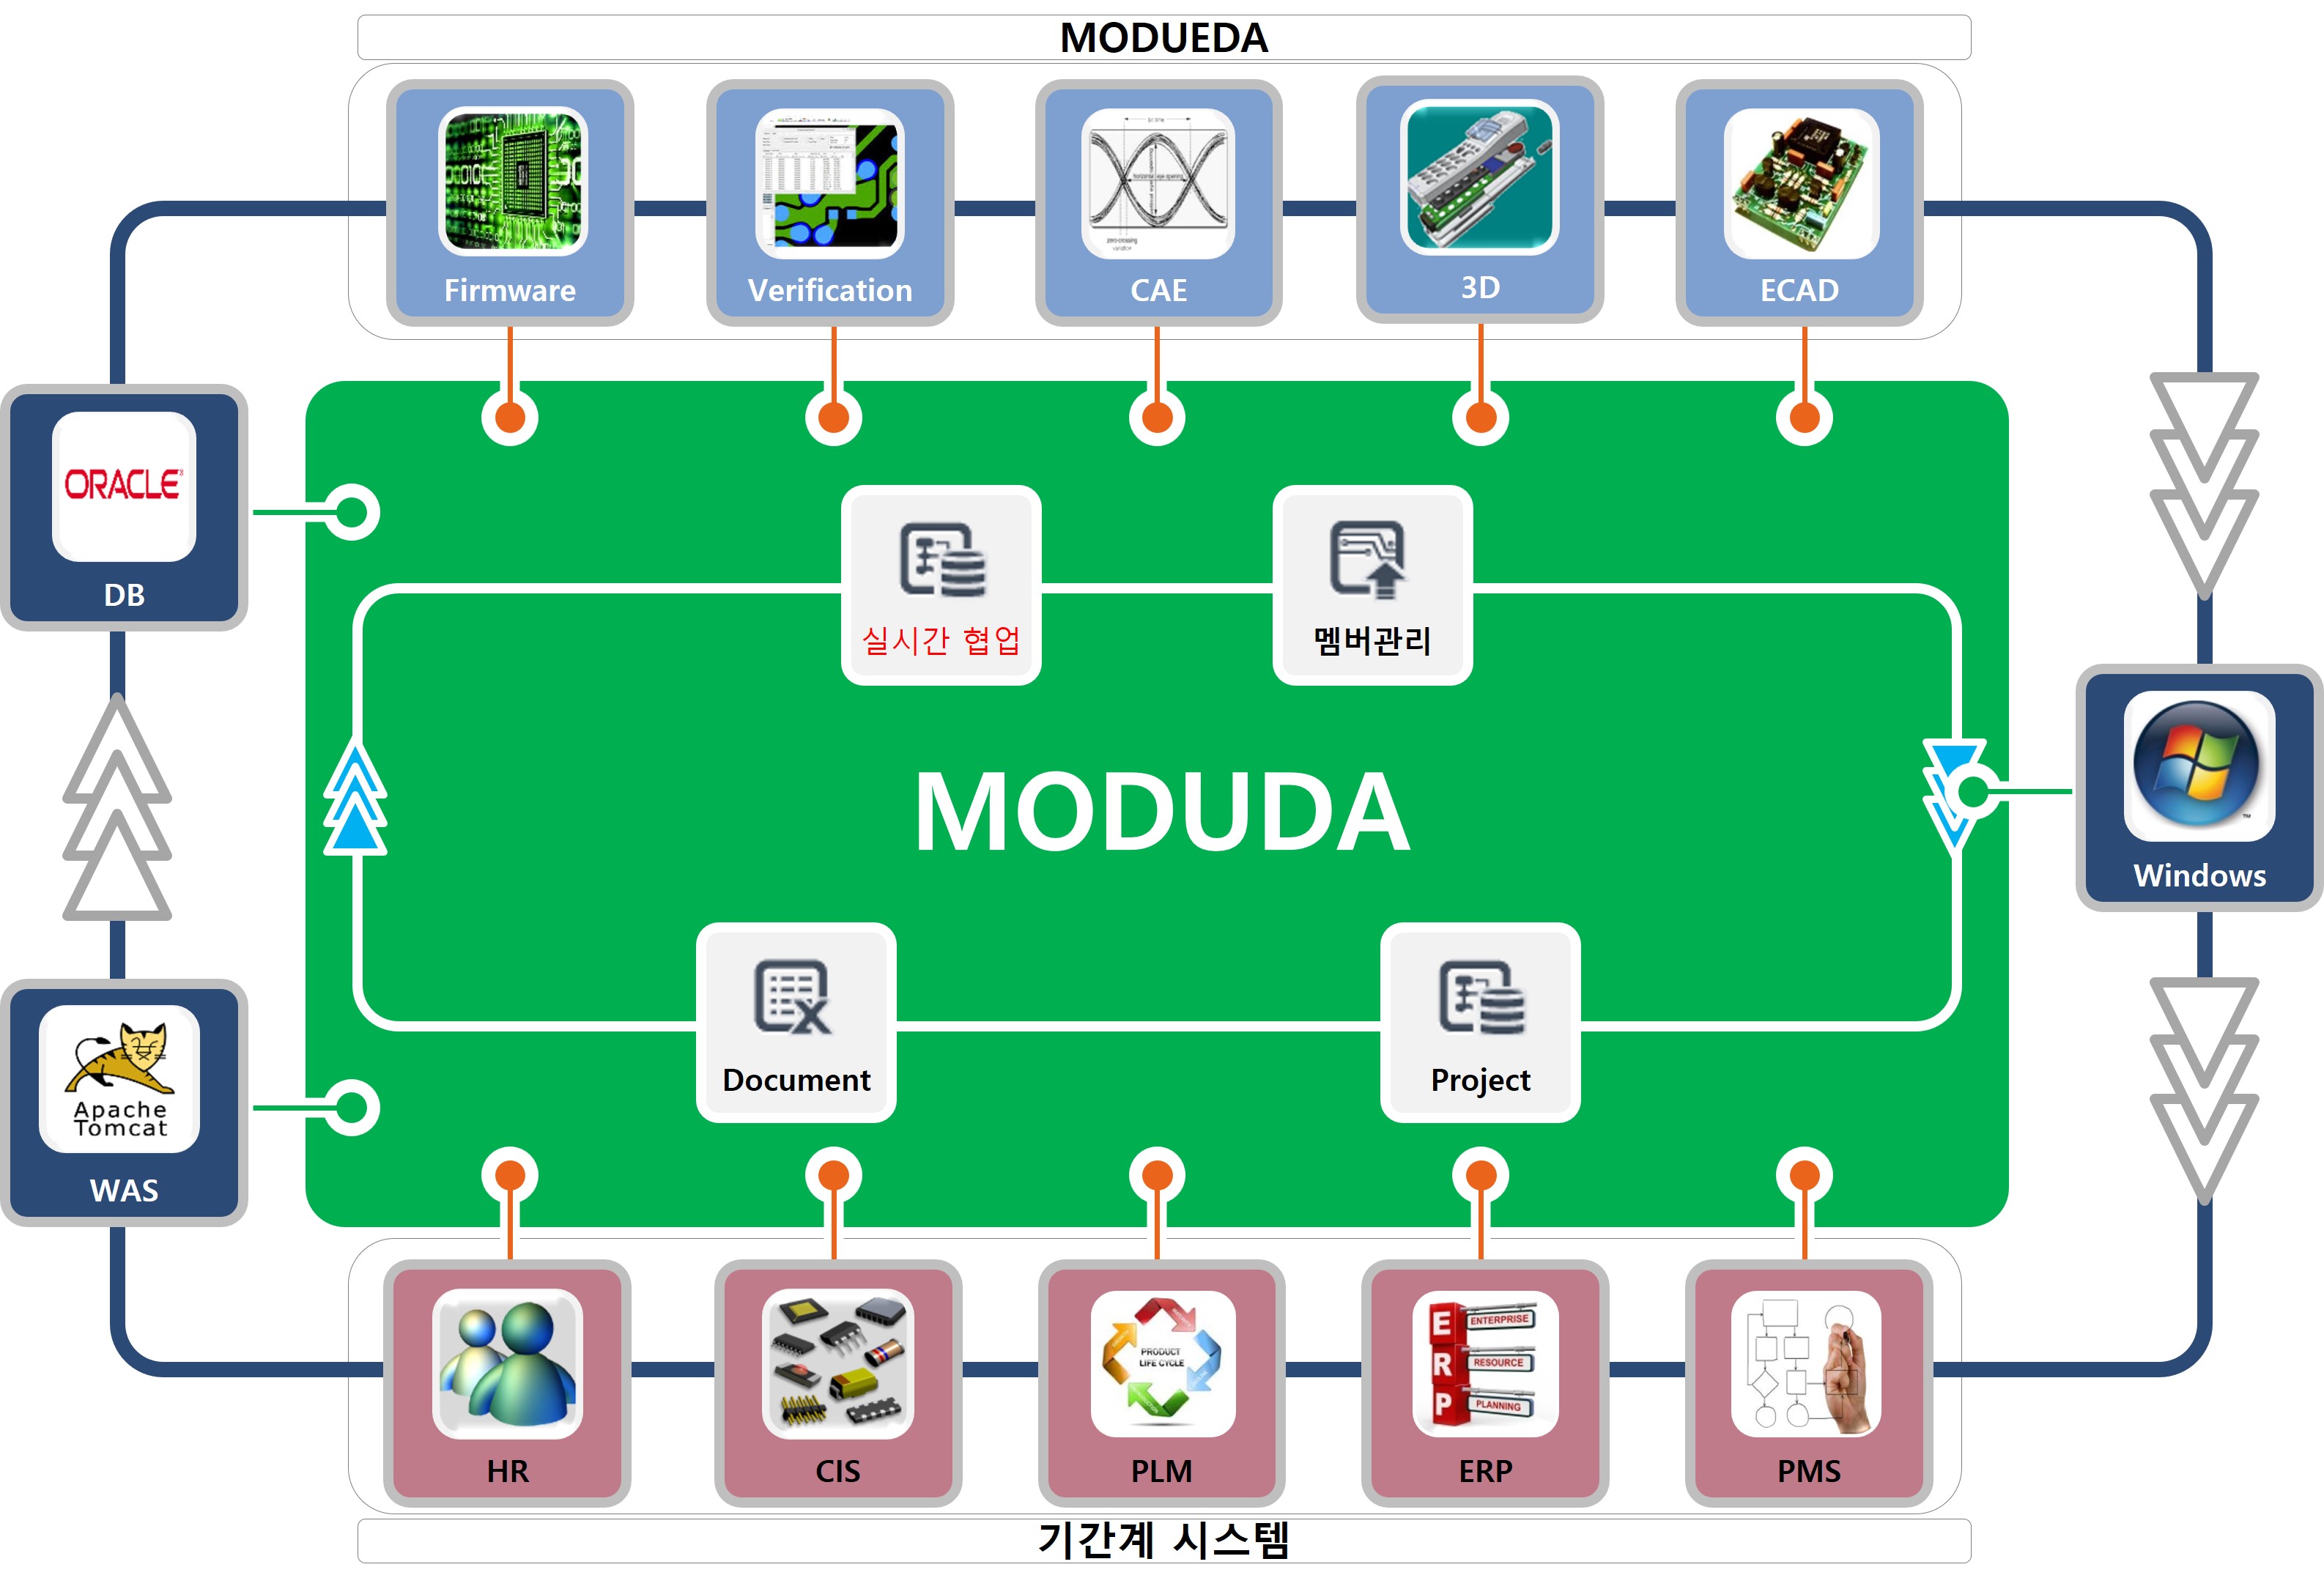 MODUEDA
Firmware
Verification
CAE
3D
ECAD
ORACLE
DB
실시간 협업
멤버관리
MODUDA
Windows
Document
Project
Apache
Tomcat
WAS
HR
CIS
PRODUCT
LIFE CYCLE
PLM
E
ENTERPRISE
R
RESOURCE
P
PLANNING
ERP
PMS
기간계 시스템